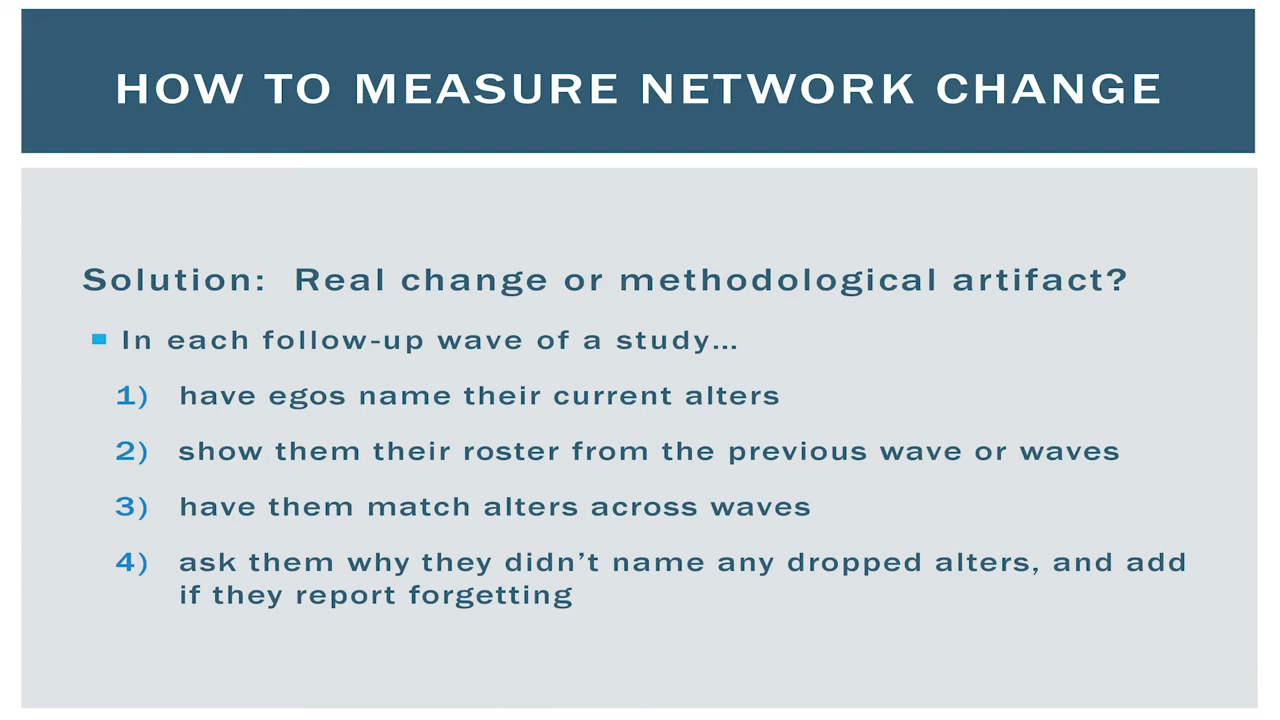 HOW TO MEASURE NETWORK CHANGE
Solution: Real change or methodological artifact?
In each follow-up wave of a study…
1) have egos name their current alters
2) show them their roster from the previous wave or waves
3) have them match alters across waves
4) ask them why they didn’t name any dropped alters, and add
if they report forgetting